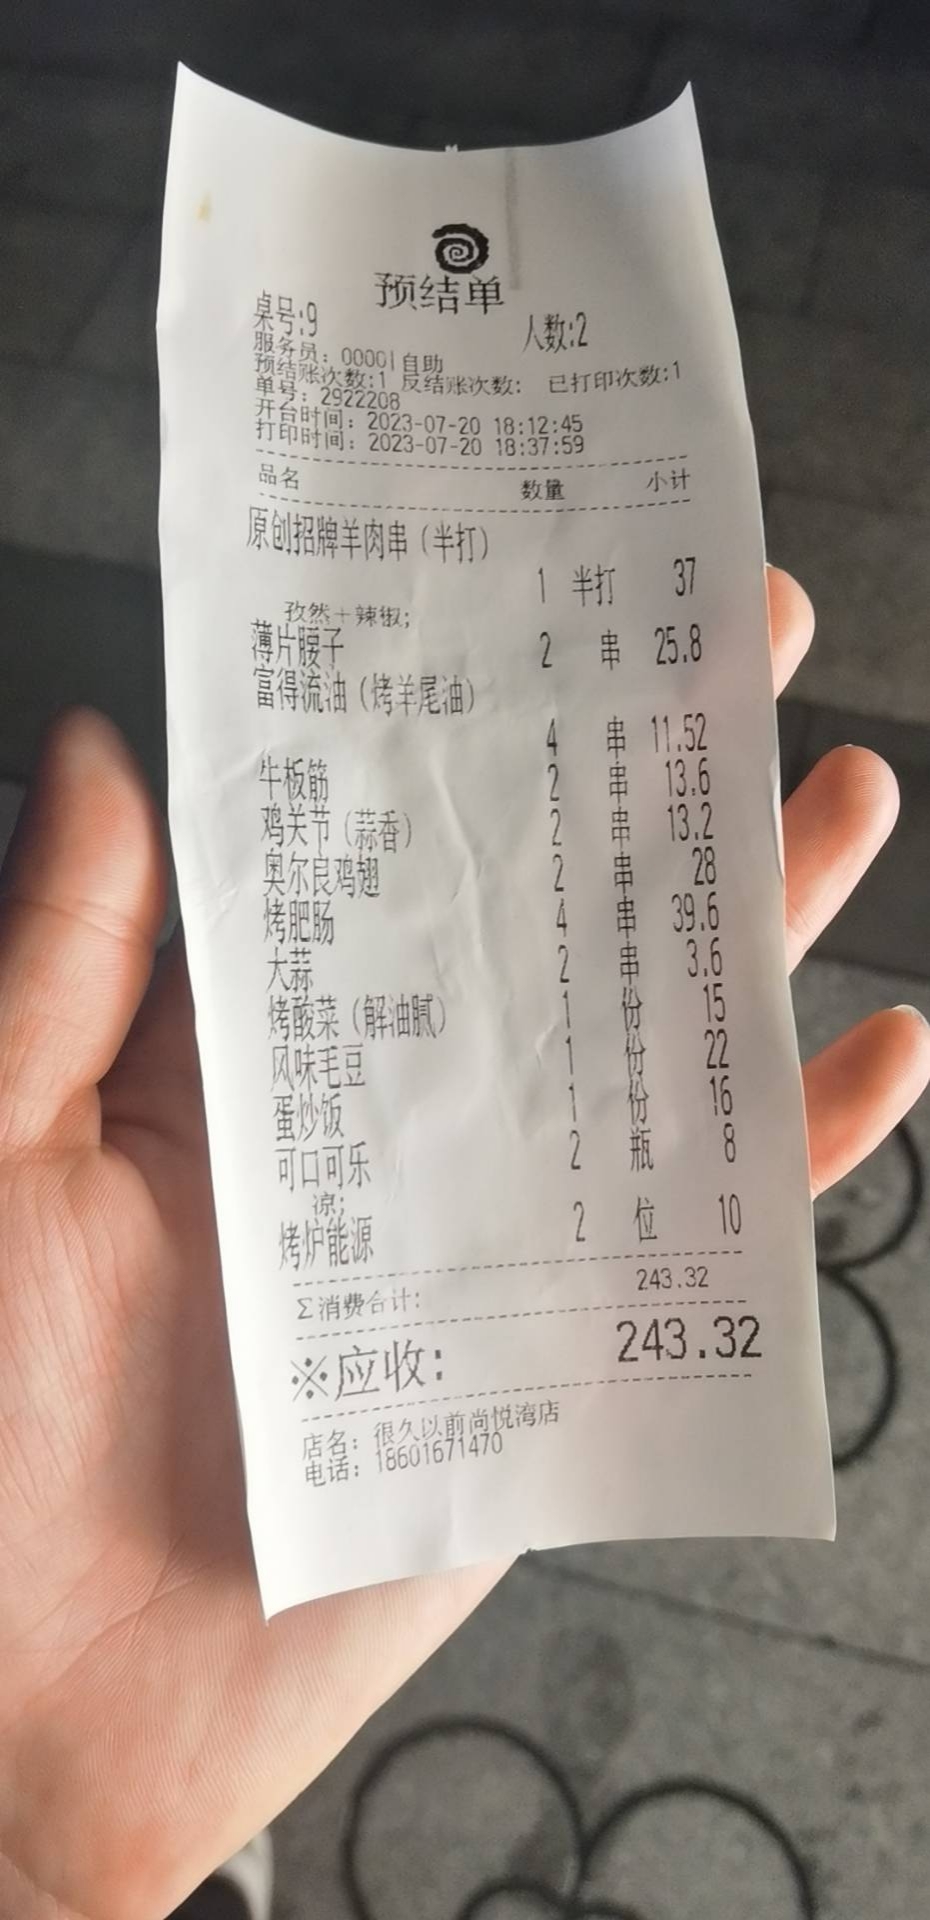 预结单
桌号:9 人数:2
服务员: 00001 自助
预结账次数:1 反结账次数: 已打印次数:1
单号: 2922208
开台时间: 2023-07-20 18:12:45
打印时间: 2023-07-20 18:37:59
品名 数量 小计
原创招牌羊肉串(半打)
1 半打 37
孜然+辣椒;
薄片腰子 2 串 25.8
富得流油(烤羊尾油)
4 串 11.52
牛板筋 2 串 13.6
鸡关节(蒜香) 2 串 13.2
奥尔良鸡翅 2 串 28
烤肥肠 4 串 39.6
大蒜 2 串 3.6
烤酸菜(解油腻) 1 份 15
风味毛豆 1 份 22
蛋炒饭 1 份 16
可口可乐 2 瓶 8
凉;
烤炉能源 2 位 10
Σ消费合计: 243.32
※应收: 243.32
店名: 很久以前尚悦湾店
电话: 18601671470